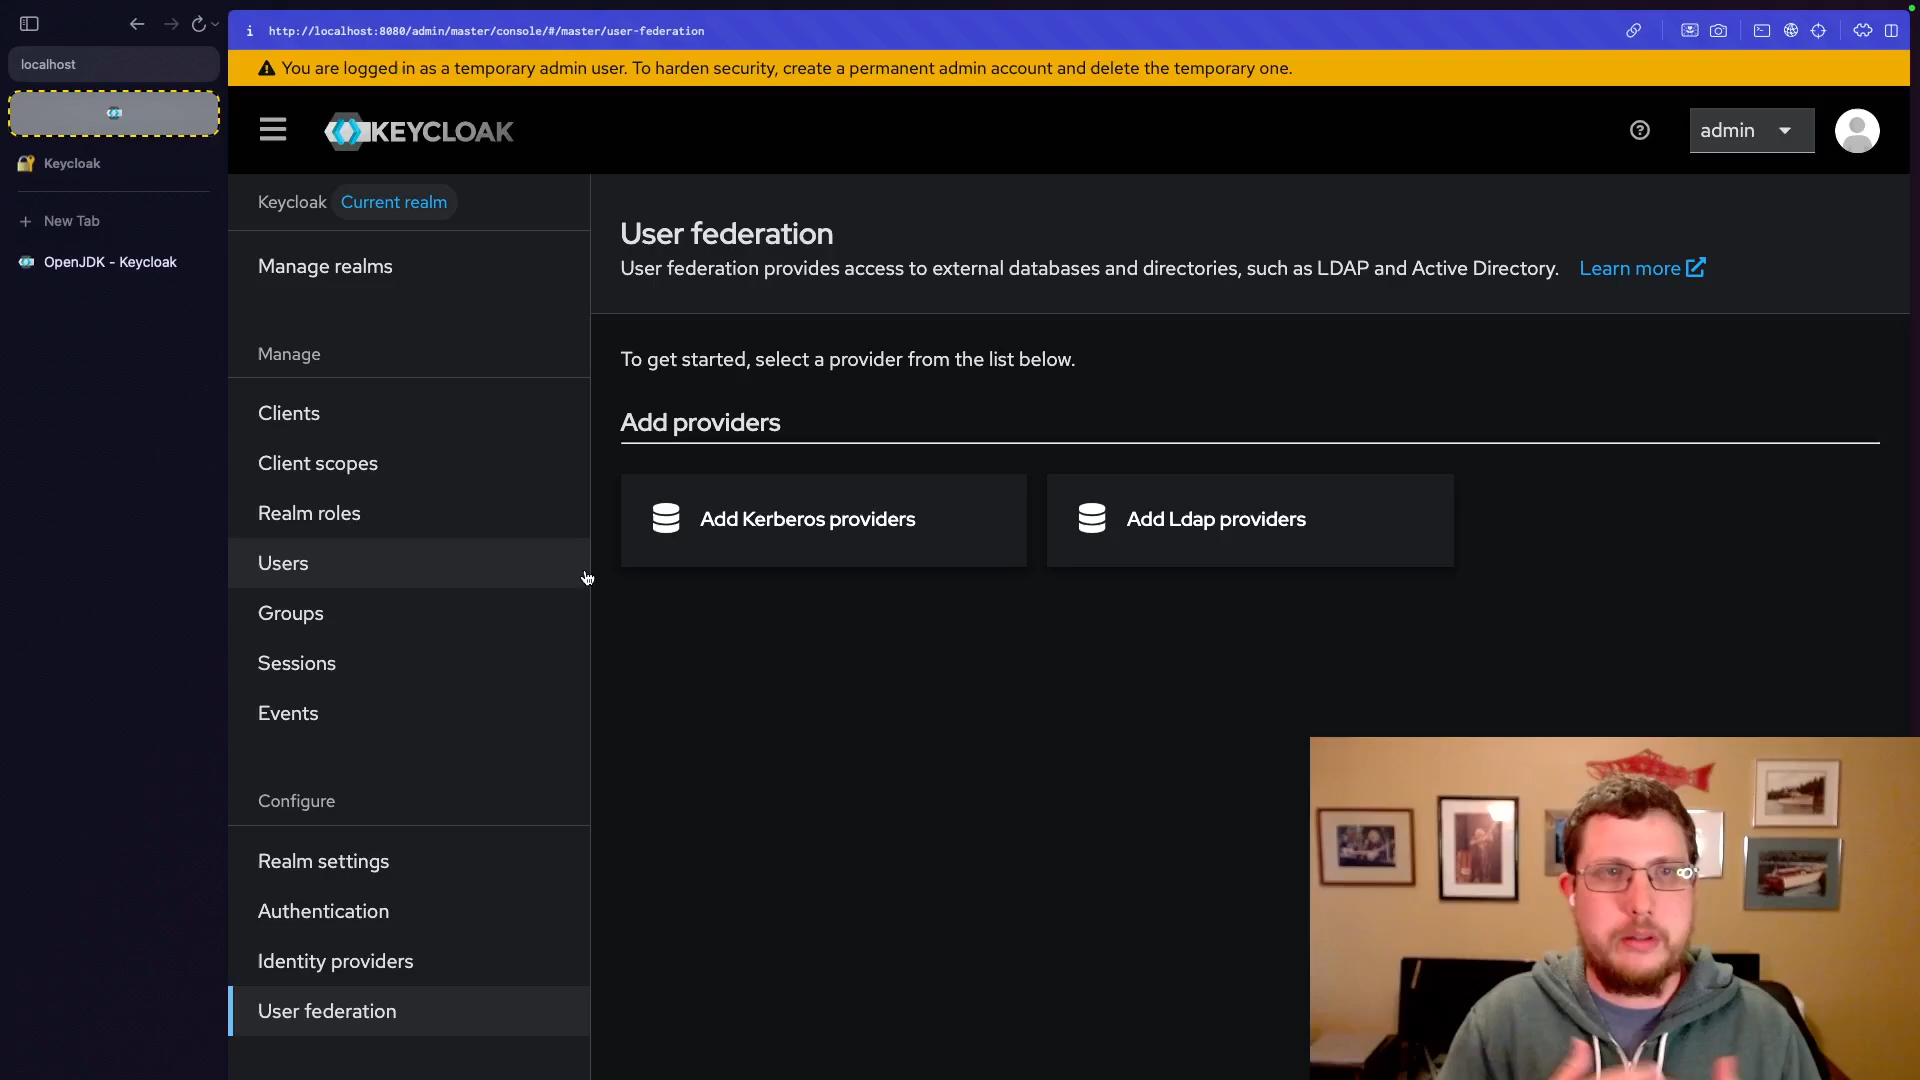 localhost
Keycloak
New Tab
OpenJDK - Keycloak
http://localhost:8080/admin/master/console/#/master/user-federation
You are logged in as a temporary admin user. To harden security, create a permanent admin account and delete the temporary one.
KEYCLOAK
admin
Keycloak Current realm
Manage realms
Manage
Clients
Client scopes
Realm roles
Users
Groups
Sessions
Events
Configure
Realm settings
Authentication
Identity providers
User federation
User federation
User federation provides access to external databases and directories, such as LDAP and Active Directory. Learn more
To get started, select a provider from the list below.
Add providers
Add Kerberos providers
Add Ldap providers